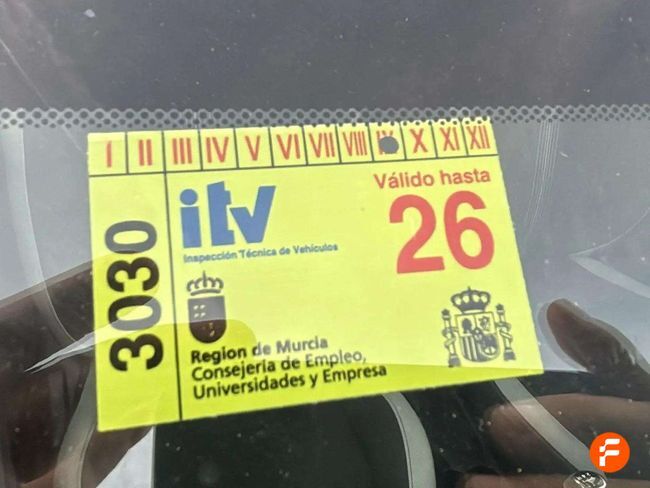 I II III IV V VI VII VIII IX X XI XII
3030
itv
Inspección Técnica de Vehículos
Válido hasta
26
Region de Murcia
Consejería de Empleo,
Universidades y Empresa
F